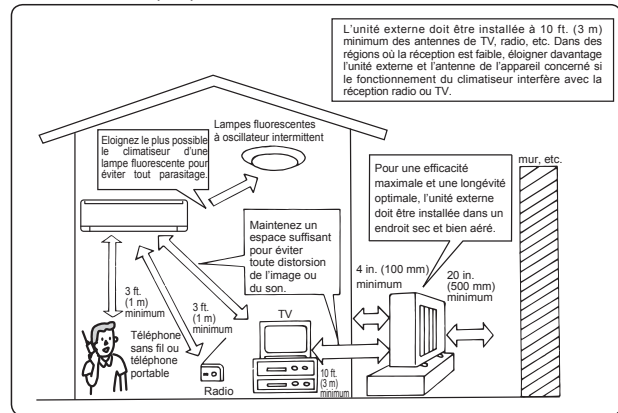 L'unité externe doit être installée à 10 ft. (3 m)
minimum des antennes de TV, radio, etc. Dans des
régions où la réception est faible, éloigner davantage
l'unité externe et l'antenne de l'appareil concerné si
le fonctionnement du climatiseur interfère avec la
réception radio ou TV.
Lampes fluorescentes
à oscillateur intermittent
Eloignez le plus possible
le climatiseur d'une
lampe fluorescente pour
éviter tout parasitage.
Pour une efficacité
maximale et une longévité
optimale, l'unité externe
doit être installée dans un
endroit sec et bien aéré.
mur, etc.
Maintenez un
espace suffisant
pour éviter
toute distorsion
de l'image ou
du son.
4 in. (100 mm)
minimum
20 in.
(500 mm)
minimum
3 ft.
(1 m)
minimum
3 ft.
(1 m)
minimum
TV
Téléphone
sans fil ou
téléphone
portable
Radio
10 ft.
(3 m)
minimum